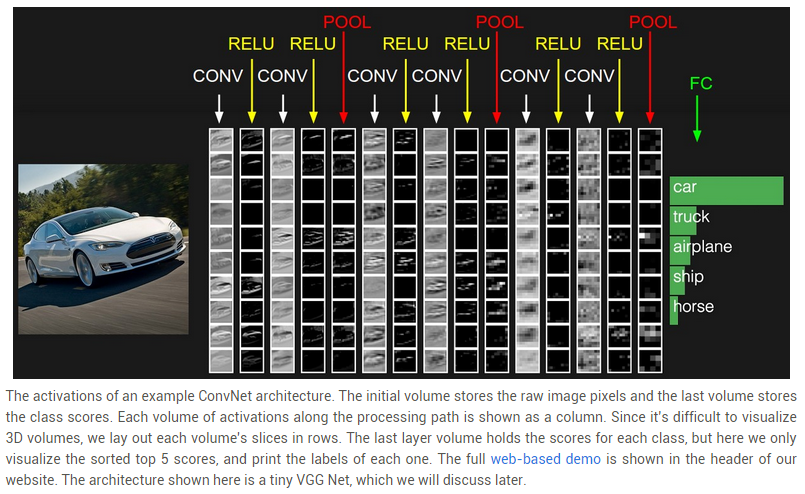 POOL POOL POOL
RELU RELU RELU RELU RELU RELU
CONV CONV CONV CONV CONV CONV
FC
car
truck
airplane
ship
horse
The activations of an example ConvNet architecture. The initial volume stores the raw image pixels and the last volume stores
the class scores. Each volume of activations along the processing path is shown as a column. Since it's difficult to visualize
3D volumes, we lay out each volume's slices in rows. The last layer volume holds the scores for each class, but here we only
visualize the sorted top 5 scores, and print the labels of each one. The full web-based demo is shown in the header of our
website. The architecture shown here is a tiny VGG Net, which we will discuss later.